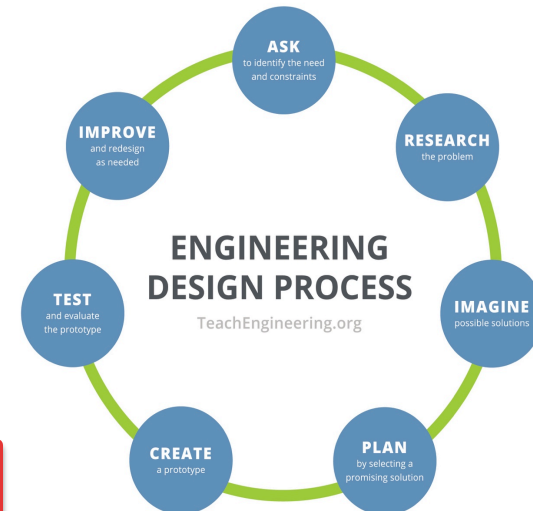 ASK
to identify the need
and constraints
RESEARCH
the problem
IMAGINE
possible solutions
PLAN
by selecting a
promising solution
CREATE
a prototype
TEST
and evaluate
the prototype
IMPROVE
and redesign
as needed
ENGINEERING
DESIGN PROCESS
TeachEngineering.org